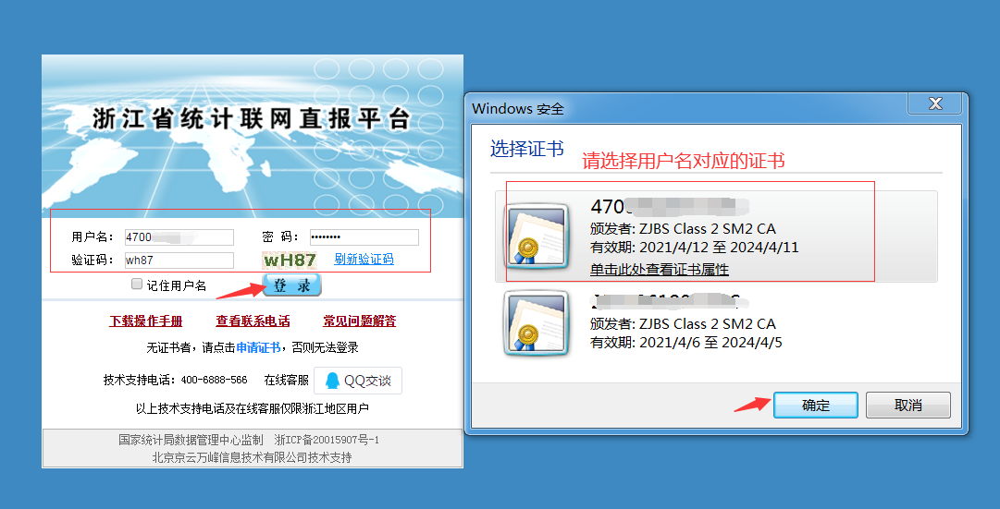 浙江省统计联网直报平台
用户名： 4700 密 码： ••••••••
验证码： wh87 wH87 刷新验证码
记住用户名 登 录
下载操作手册 查看联系电话 常见问题解答
无证书者，请点击申请证书，否则无法登录
技术支持电话：400-6888-566 在线客服 QQ交谈
以上技术支持电话及在线客服仅限浙江地区用户
国家统计局数据管理中心监制 浙ICP备20015907号-1
北京京云万峰信息技术有限公司技术支持
Windows 安全
选择证书
请选择用户名对应的证书
470
颁发者: ZJBS Class 2 SM2 CA
有效期: 2021/4/12 至 2024/4/11
单击此处查看证书属性
颁发者: ZJBS Class 2 SM2 CA
有效期: 2021/4/6 至 2024/4/5
确定 取消